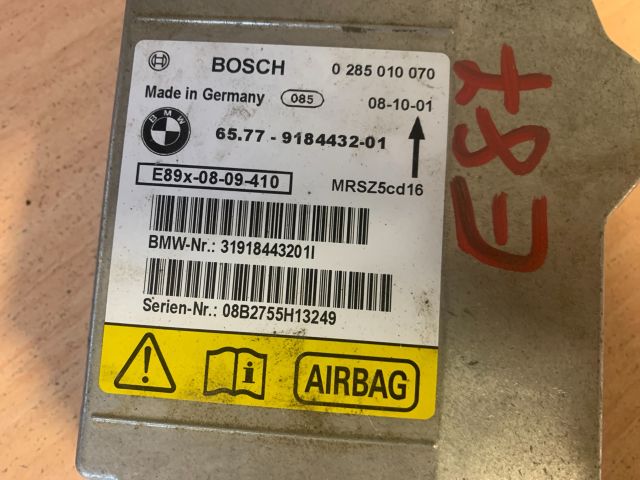 BOSCH 0 285 010 070
Made in Germany 085 08-10-01
BMW 65.77 - 9184432-01
E89x-08-09-410 MRSZ5cd16
BMW-Nr.: 31918443201I
Serien-Nr.: 08B2755H13249
AIRBAG
E87